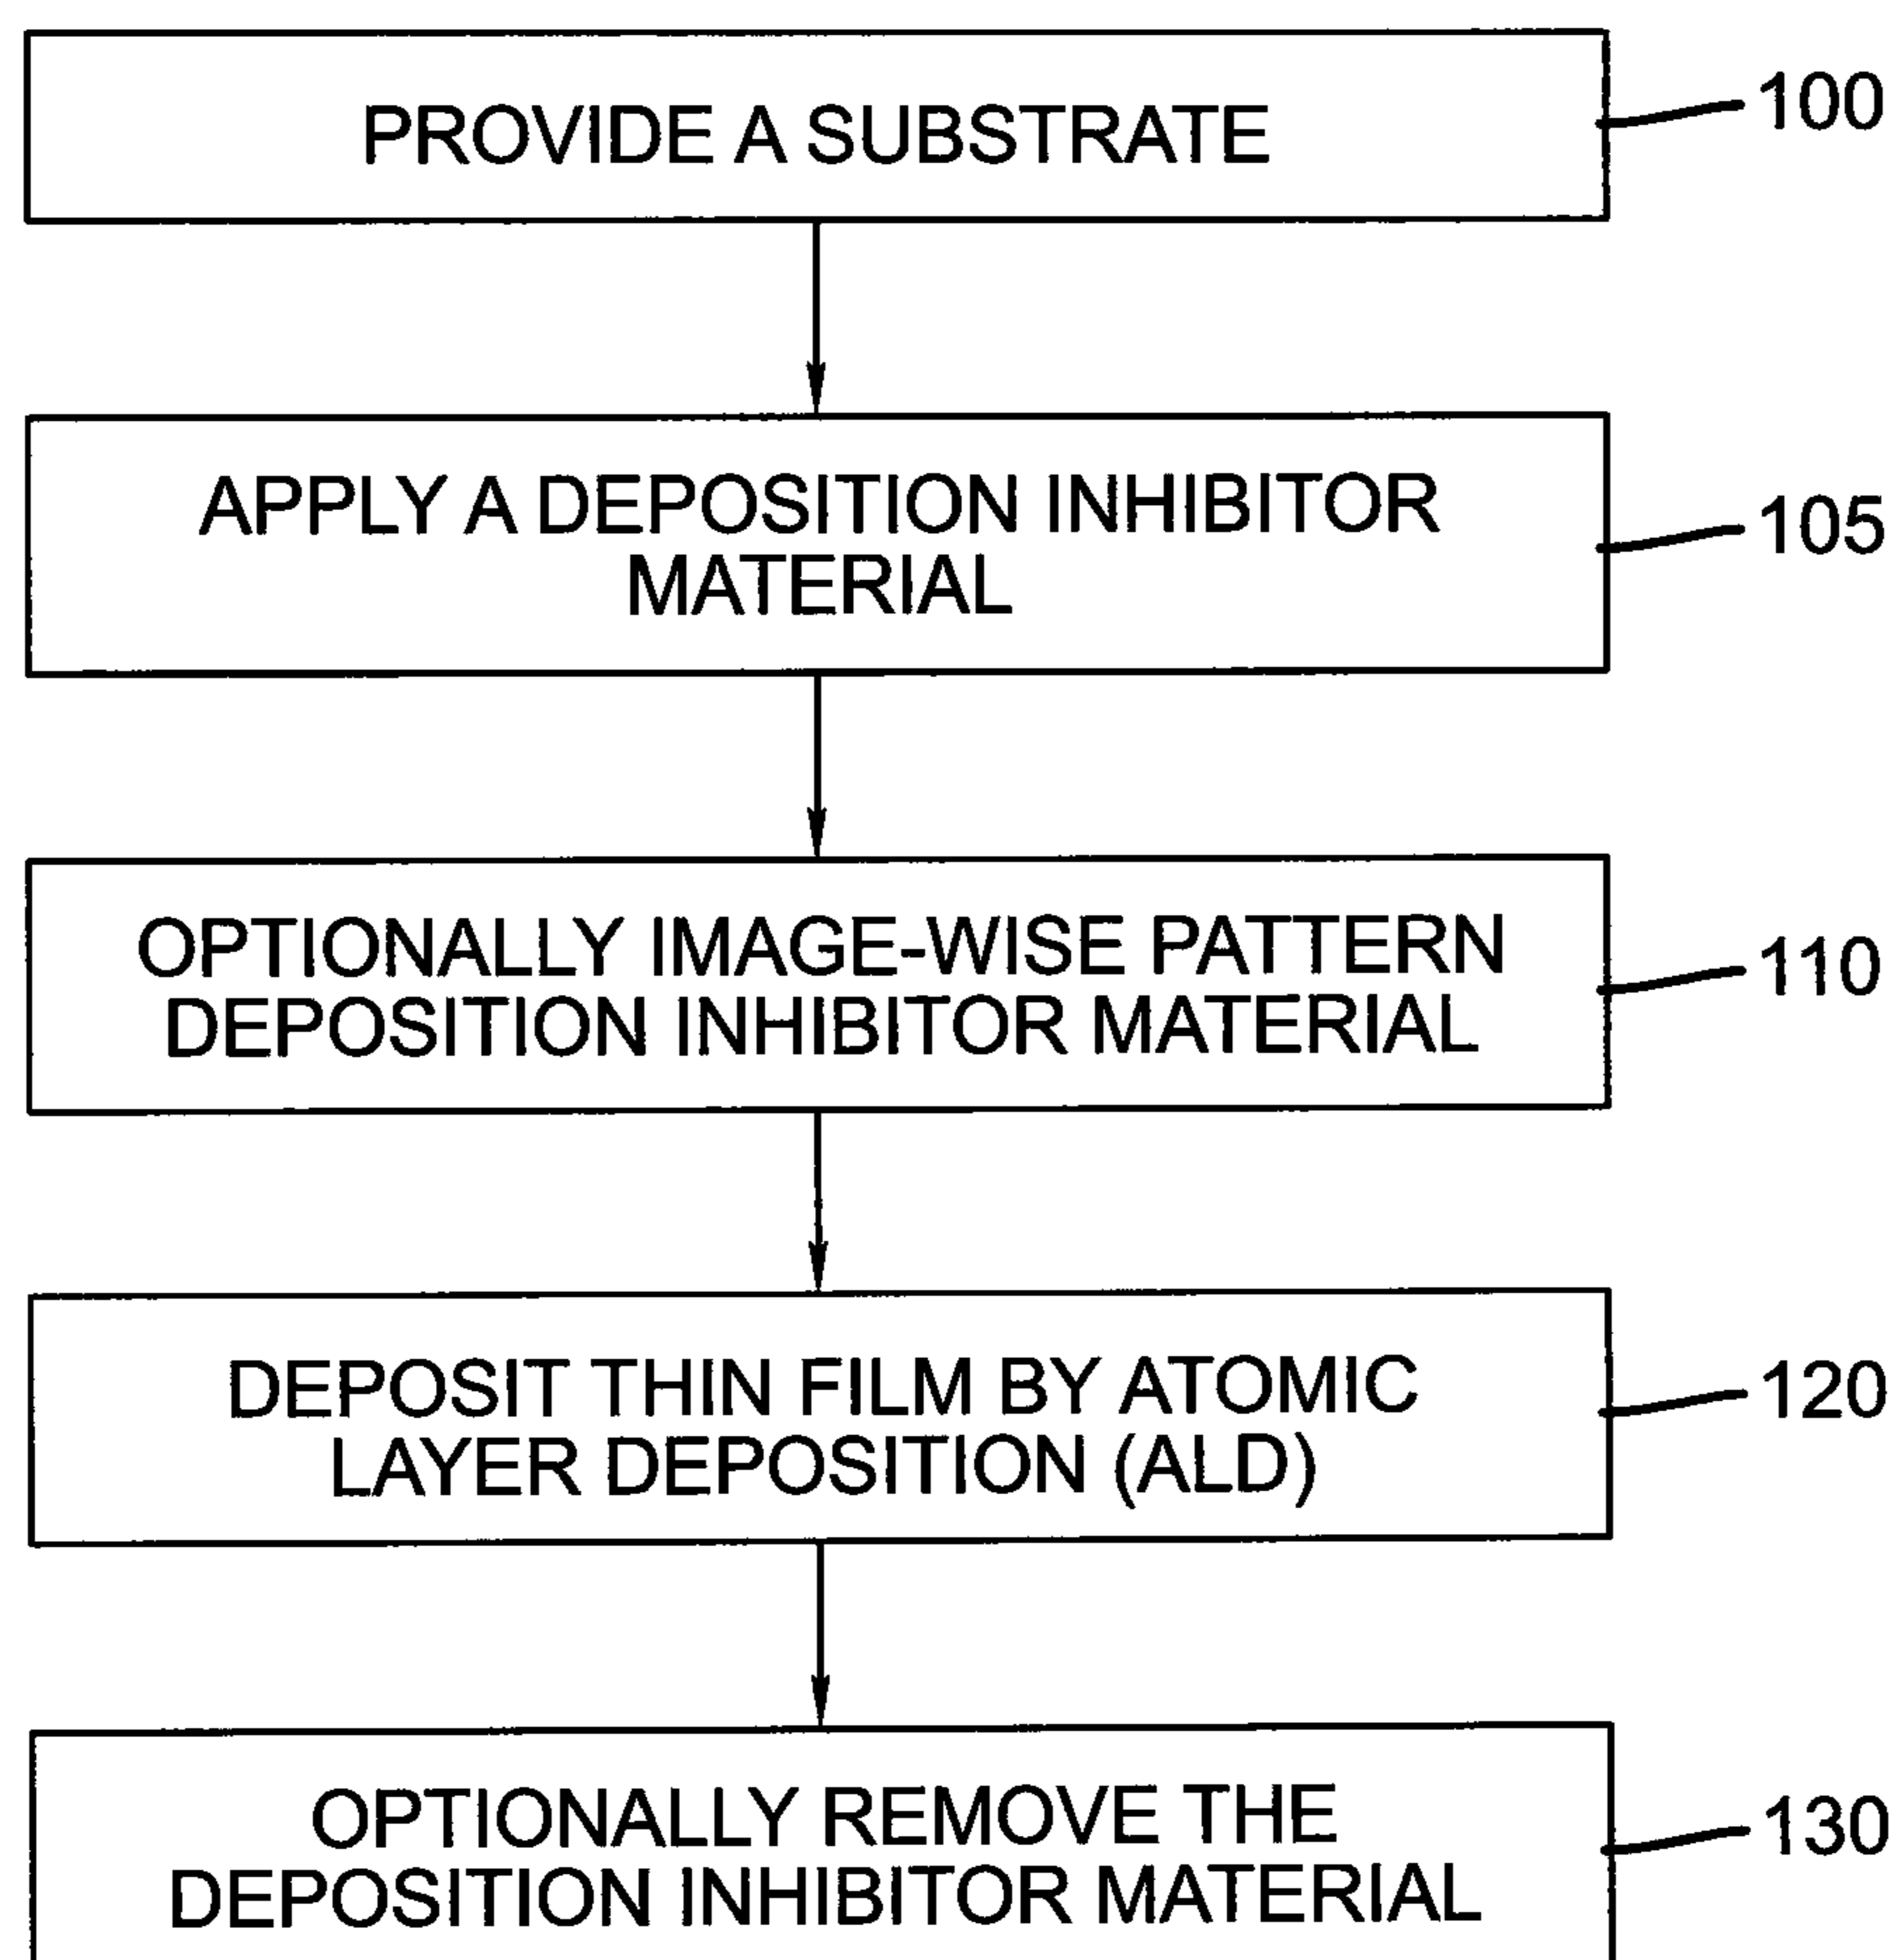 PROVIDE A SUBSTRATE
100
APPLY A DEPOSITION INHIBITOR
MATERIAL
105
OPTIONALLY IMAGE-WISE PATTERN
DEPOSITION INHIBITOR MATERIAL
110
DEPOSIT THIN FILM BY ATOMIC
LAYER DEPOSITION (ALD)
120
OPTIONALLY REMOVE THE
DEPOSITION INHIBITOR MATERIAL
130